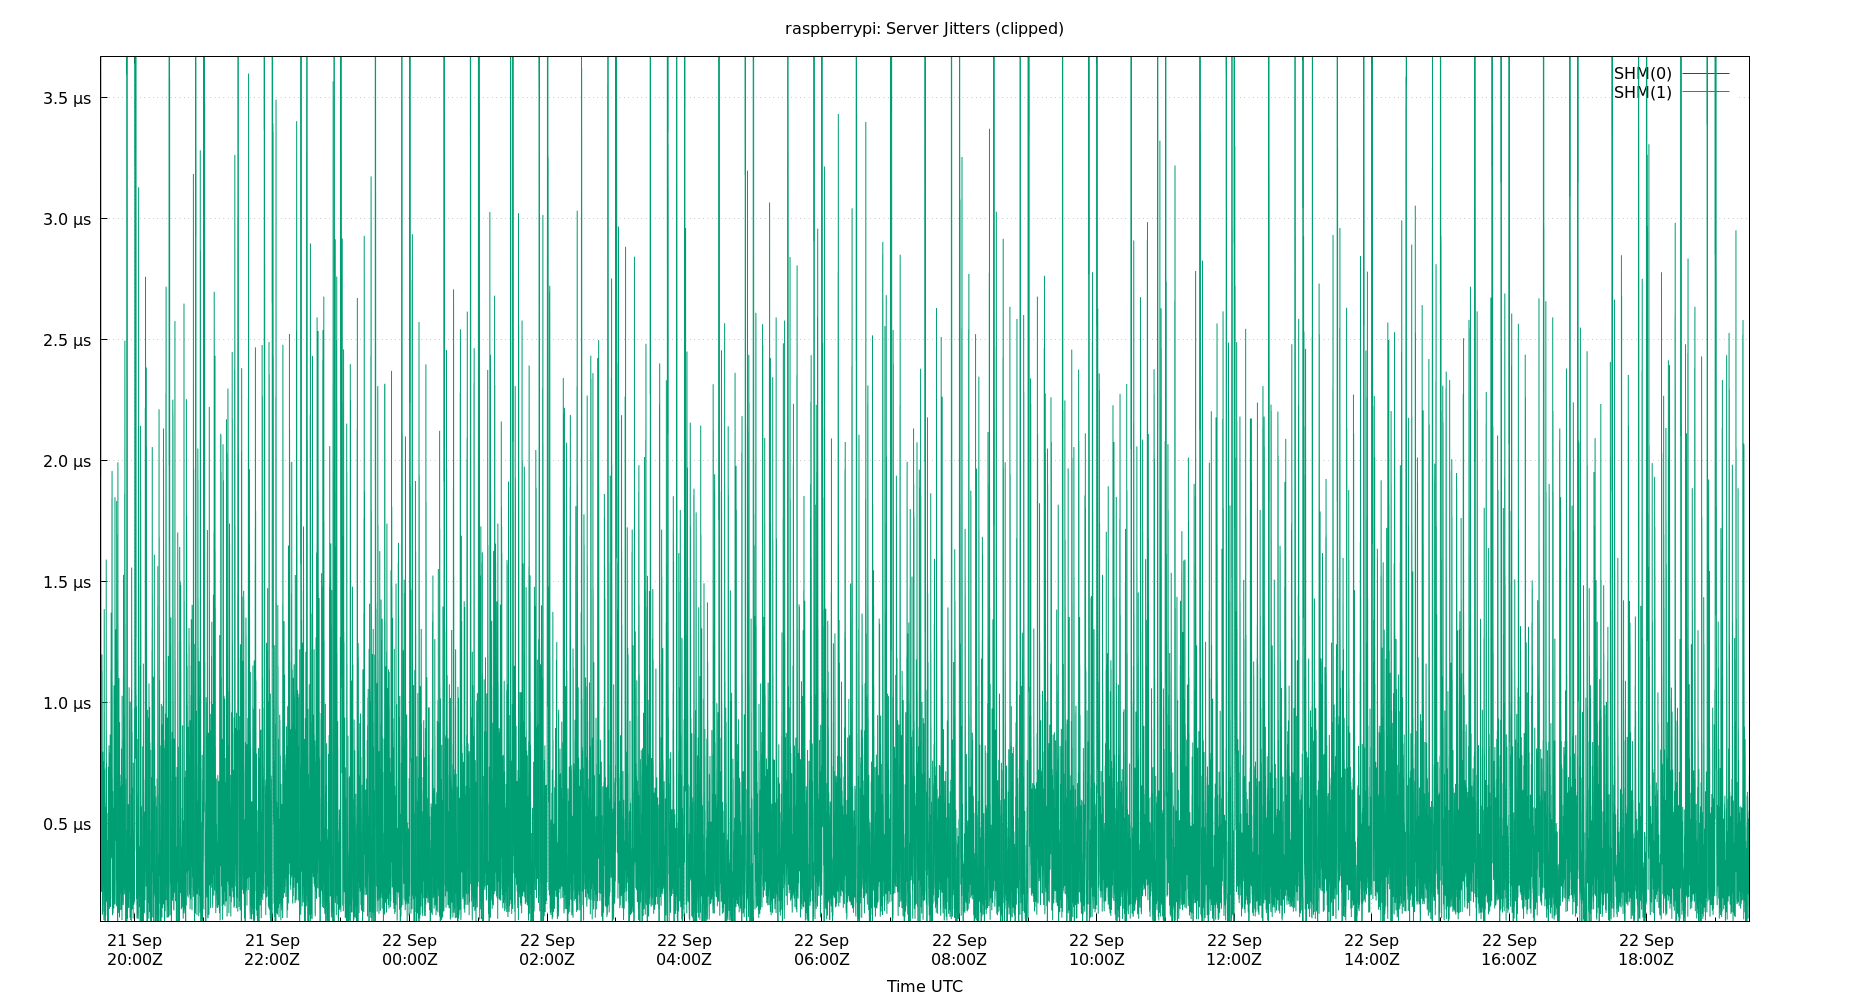 raspberrypi: Server Jitters (clipped)
SHM(0)
SHM(1)
3.5 µs
3.0 µs
2.5 µs
2.0 µs
1.5 µs
1.0 µs
0.5 µs
21 Sep 21 Sep 22 Sep 22 Sep 22 Sep 22 Sep 22 Sep 22 Sep 22 Sep 22 Sep 22 Sep 22 Sep
20:00Z 22:00Z 00:00Z 02:00Z 04:00Z 06:00Z 08:00Z 10:00Z 12:00Z 14:00Z 16:00Z 18:00Z
Time UTC